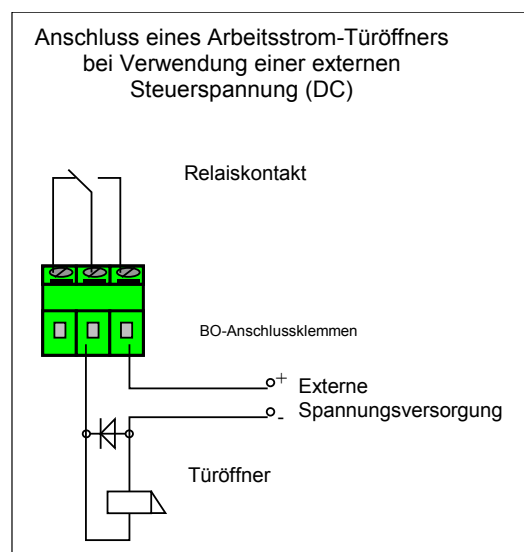 Anschluss eines Arbeitsstrom-Türöffners
bei Verwendung einer externen
Steuerspannung (DC)
Relaiskontakt
BO-Anschlussklemmen
+ Externe
- Spannungsversorgung
Türöffner